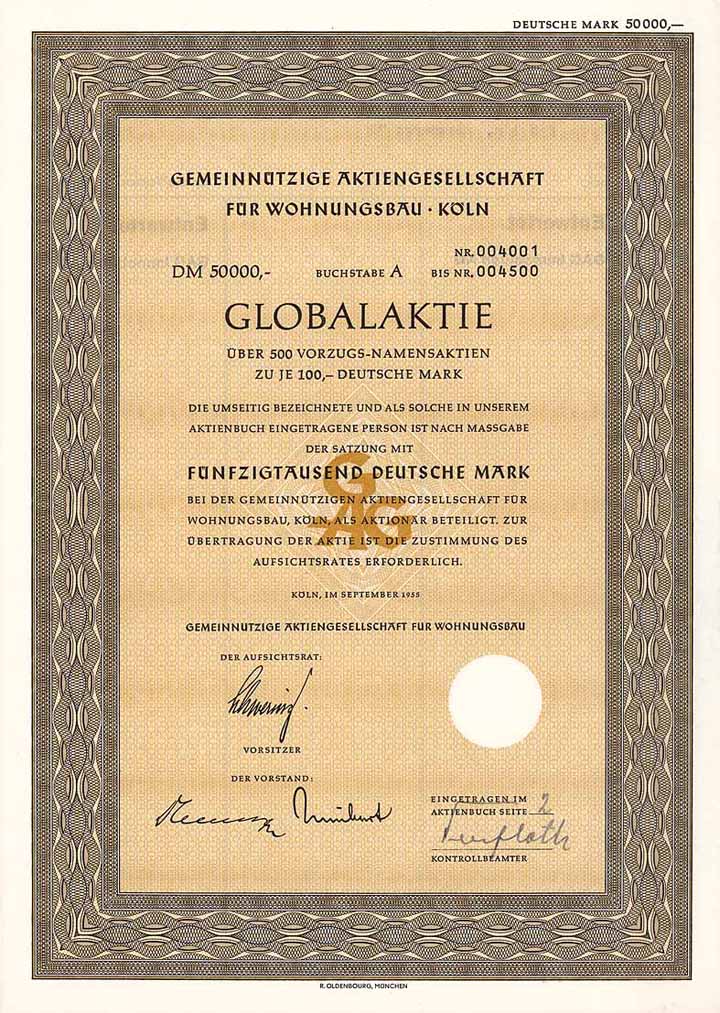 DEUTSCHE MARK 50000,—
GEMEINNÜTZIGE AKTIENGESELLSCHAFT
FÜR WOHNUNGSBAU · KÖLN
NR. 004001
DM 50000,- BUCHSTABE A BIS NR. 004500
GLOBALAKTIE
ÜBER 500 VORZUGS-NAMENSAKTIEN
ZU JE 100,— DEUTSCHE MARK
DIE UMSEITIG BEZEICHNETE UND ALS SOLCHE IN UNSEREM
AKTIENBUCH EINGETRAGENE PERSON IST NACH MASSGABE
DER SATZUNG MIT
FÜNFZIGTAUSEND DEUTSCHE MARK
BEI DER GEMEINNÜTZIGEN AKTIENGESELLSCHAFT FÜR
WOHNUNGSBAU, KÖLN, ALS AKTIONÄR BETEILIGT. ZUR
ÜBERTRAGUNG DER AKTIE IST DIE ZUSTIMMUNG DES
AUFSICHTSRATES ERFORDERLICH.
GAG
KÖLN, IM SEPTEMBER 1955
GEMEINNÜTZIGE AKTIENGESELLSCHAFT FÜR WOHNUNGSBAU
DER AUFSICHTSRAT:
VORSITZER
DER VORSTAND:
EINGETRAGEN IM
AKTIENBUCH SEITE 2
KONTROLLBEAMTER
R. OLDENBOURG, MÜNCHEN